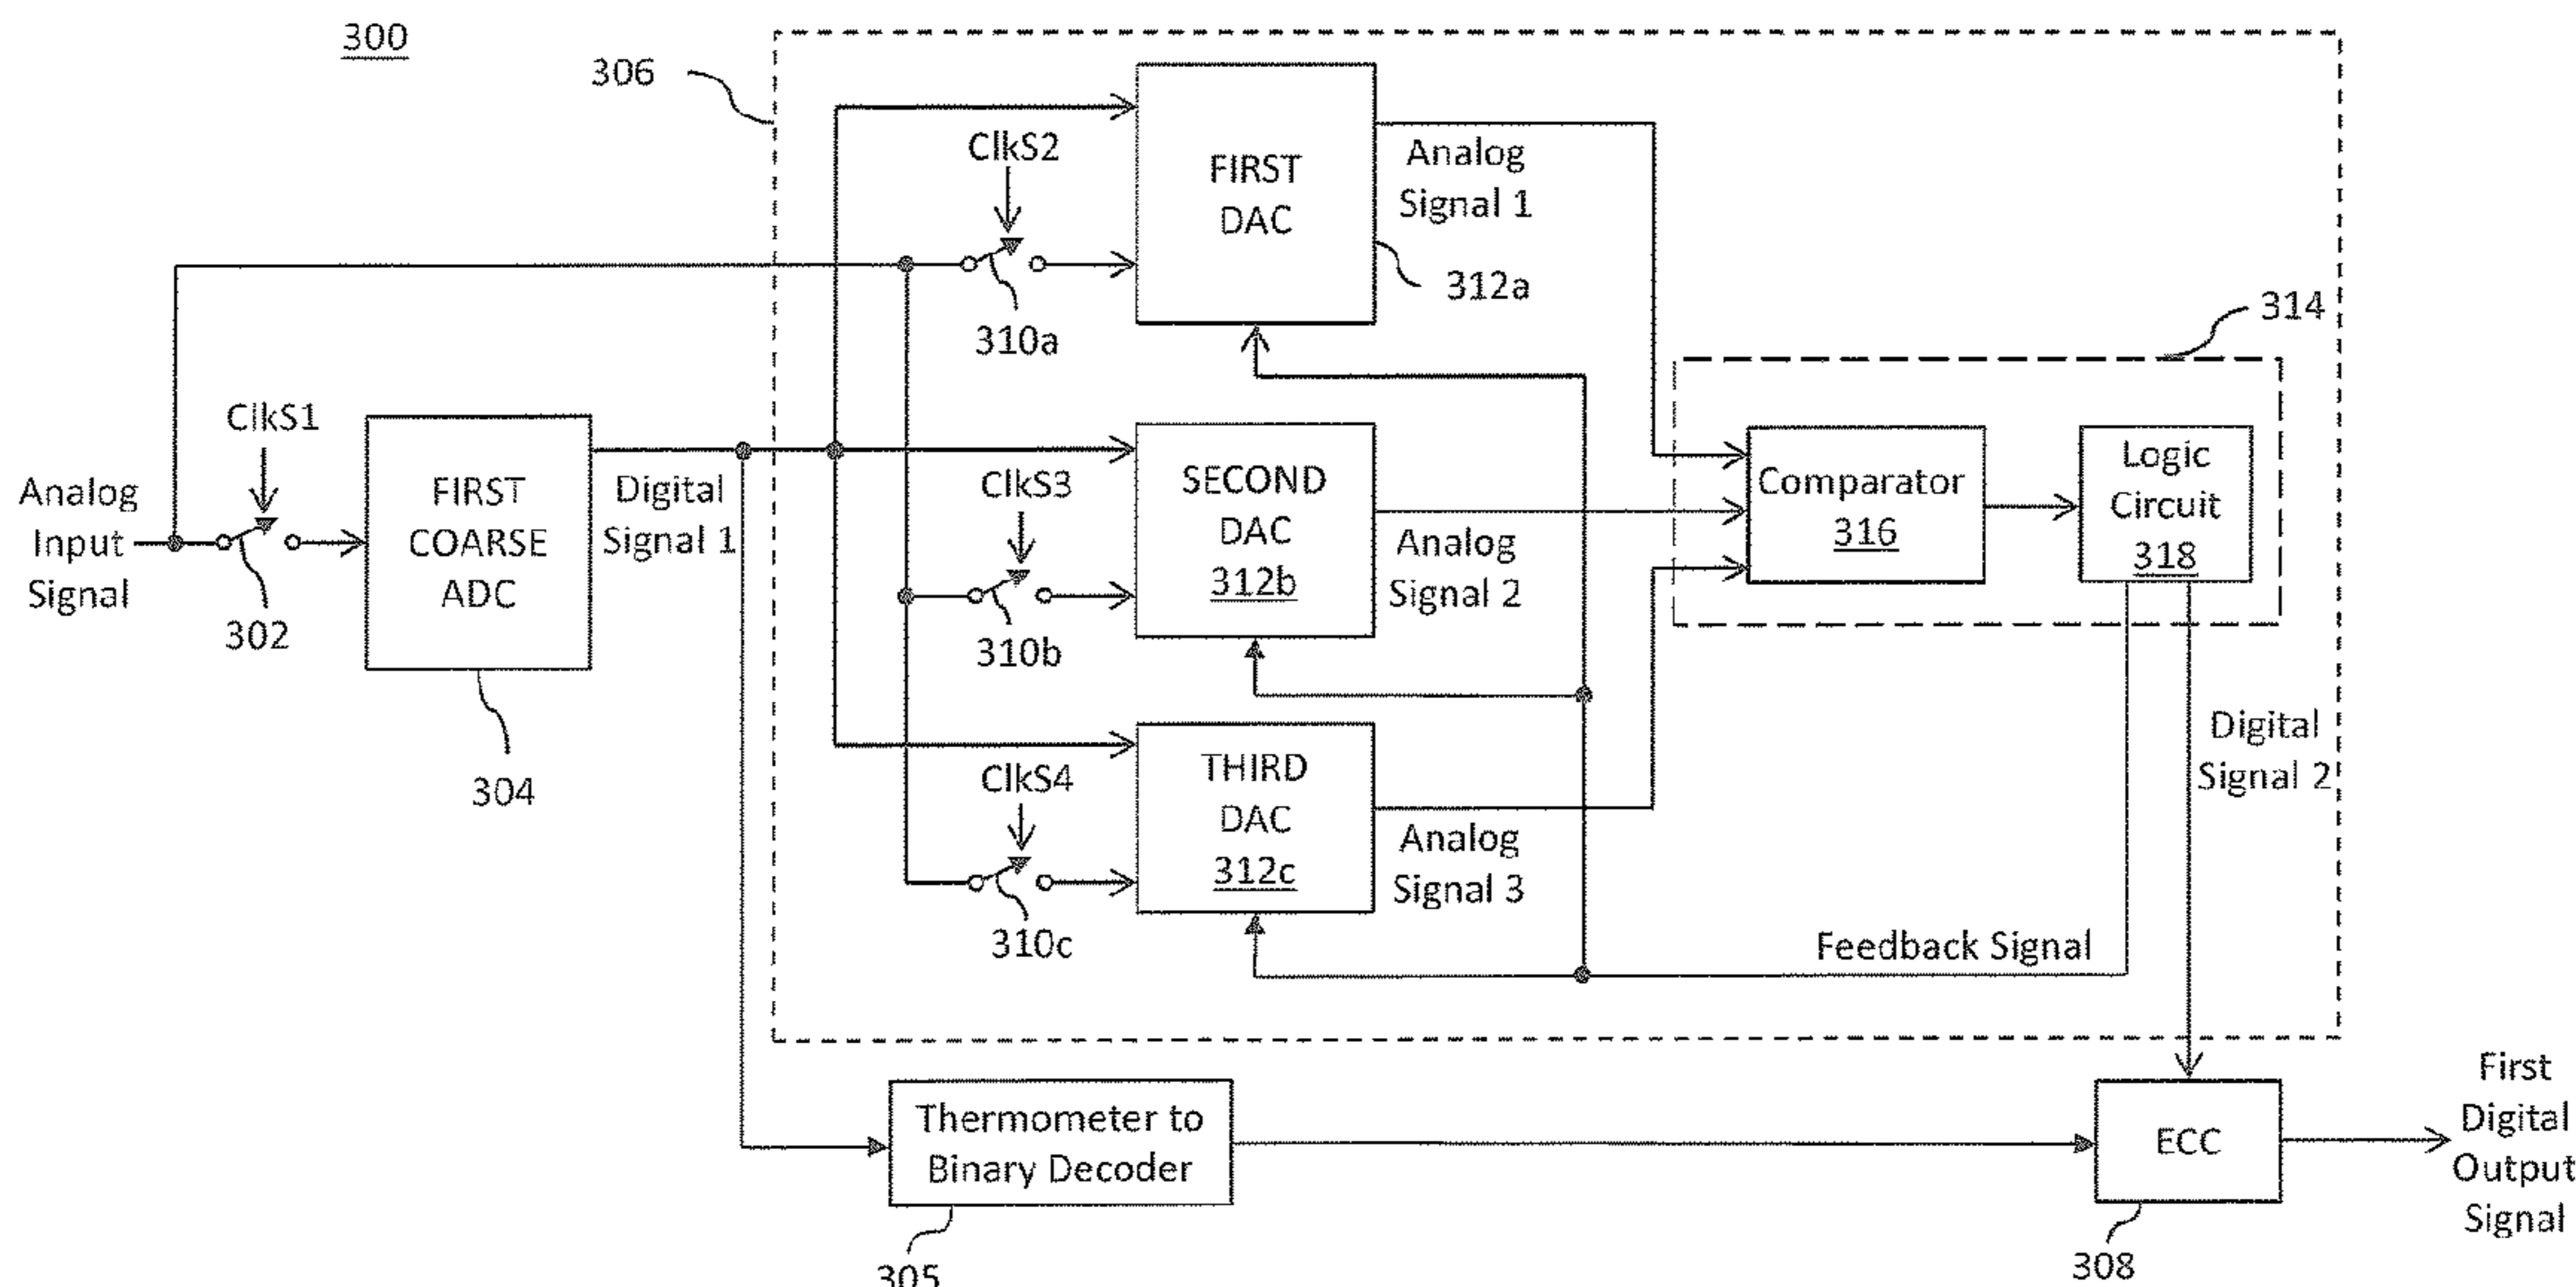 300
306
ClkS2
FIRST
DAC
Analog
Signal 1
312a
310a
314
ClkS1
Analog
Input
Signal
302
FIRST
COARSE
ADC
304
Digital
Signal 1
ClkS3
310b
SECOND
DAC
312b
Analog
Signal 2
Comparator
316
Logic
Circuit
318
ClkS4
310c
THIRD
DAC
312c
Analog
Signal 3
Digital
Signal 2
Feedback Signal
Thermometer to
Binary Decoder
305
ECC
308
First
Digital
Output
Signal